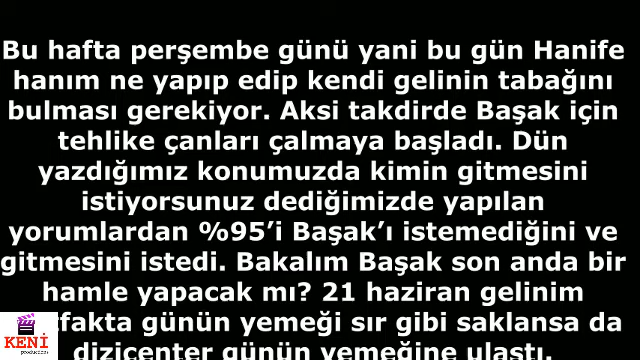 Bu hafta perşembe günü yani bu gün Hanife
hanım ne yapıp edip kendi gelinin tabağını
bulması gerekiyor. Aksi takdirde Başak için
tehlike çanları çalmaya başladı. Dün
yazdığımız konumuzda kimin gitmesini
istiyorsunuz dediğimizde yapılan
yorumlardan %95’i Başak’ı istemediğini ve
gitmesini istedi. Bakalım Başak son anda bir
hamle yapacak mı? 21 haziran gelinim
günün yemeği sır gibi saklansa da
diziçenter günün yemeğine ulaştı.
KENİ